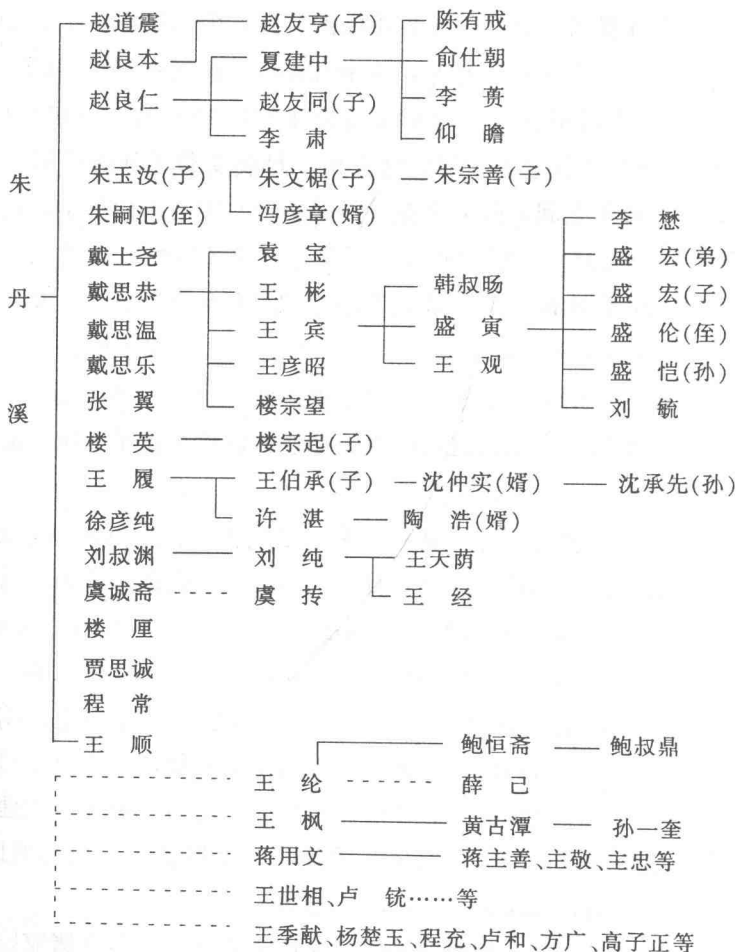 朱丹溪
赵道震 赵友亨(子) 陈有戒
赵良本 夏建中 俞仕朝
赵良仁 赵友同(子) 李 赉
李 肃 仰 瞻
朱玉汝(子) 朱文椐(子) 朱宗善(子)
朱嗣汜(侄) 冯彦章(婿) 李 懋
戴士尧 袁 宝 盛 宏(弟)
戴思恭 王 彬 韩叔旸 盛 宏(子)
戴思温 王 宾 盛 寅 盛 伦(侄)
戴思乐 王彦昭 王 观 盛 恺(孙)
张 翼 楼宗望 刘 毓
楼 英 楼宗起(子)
王 履 王伯承(子) 沈仲实(婿) 沈承先(孙)
徐彦纯 许 湛 陶 浩(婿)
刘叔渊 刘 纯 王天荫
虞诚斋 虞 抟 王 经
楼 厘
贾思诚
程 常
王 顺 鲍恒斋 鲍叔鼎
王 纶 薛 己
王 枫 黄古潭 孙一奎
蒋用文 蒋主善、主敬、主忠等
王世相、卢 铳……等
王季献、杨楚玉、程充、卢和、方广、高子正等